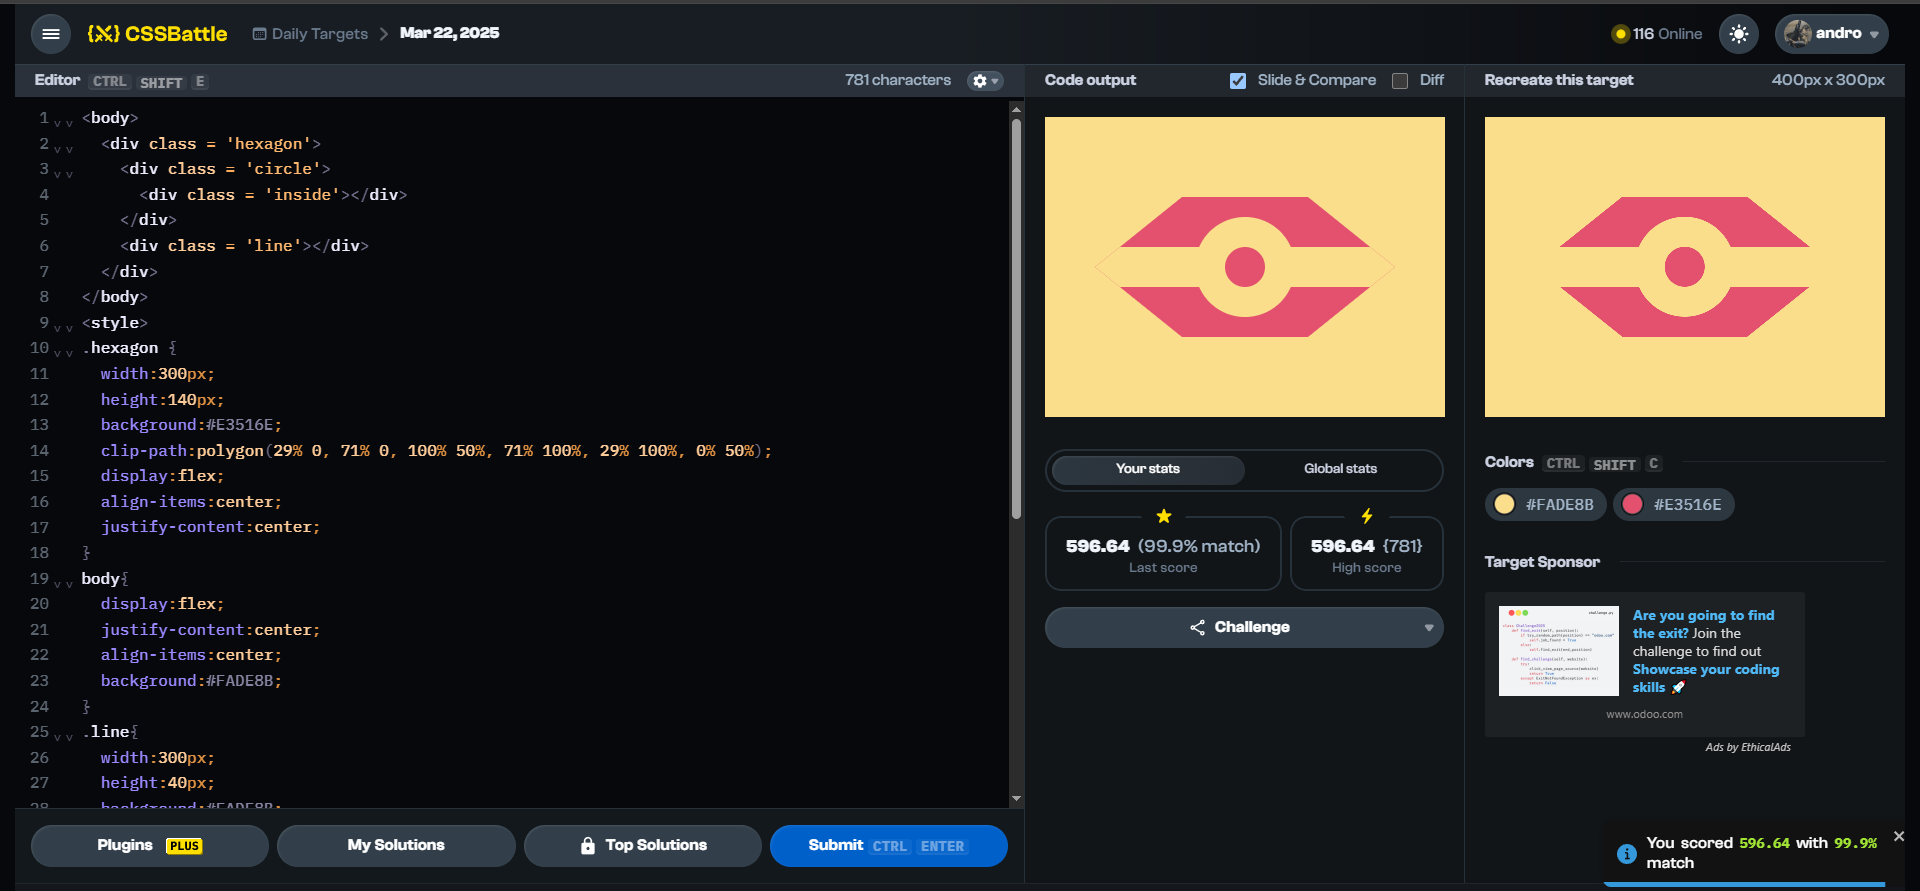 {X} CSSBattle
Daily Targets
Mar 22, 2025
116 Online
andro
Editor CTRL SHIFT E
781 characters
Code output
Slide & Compare
Diff
Recreate this target
400px x 300px
1 <body>
2 <div class = 'hexagon'>
3 <div class = 'circle'>
4 <div class = 'inside'></div>
5 </div>
6 <div class = 'line'></div>
7 </div>
8 </body>
9 <style>
10 .hexagon {
11 width:300px;
12 height:140px;
13 background:#E3516E;
14 clip-path:polygon(29% 0, 71% 0, 100% 50%, 71% 100%, 29% 100%, 0% 50%);
15 display:flex;
16 align-items:center;
17 justify-content:center;
18 }
19 body{
20 display:flex;
21 justify-content:center;
22 align-items:center;
23 background:#FADE8B;
24 }
25 .line{
26 width:300px;
27 height:40px;
28 background:#FADE8B;
Your stats
Global stats
596.64 (99.9% match)
Last score
596.64 {781}
High score
Challenge
Colors CTRL SHIFT C
#FADE8B
#E3516E
Target Sponsor
Are you going to find
the exit? Join the
challenge to find out
Showcase your coding
skills 🚀
www.odoo.com
Ads by EthicalAds
Plugins PLUS
My Solutions
Top Solutions
Submit CTRL ENTER
You scored 596.64 with 99.9%
match